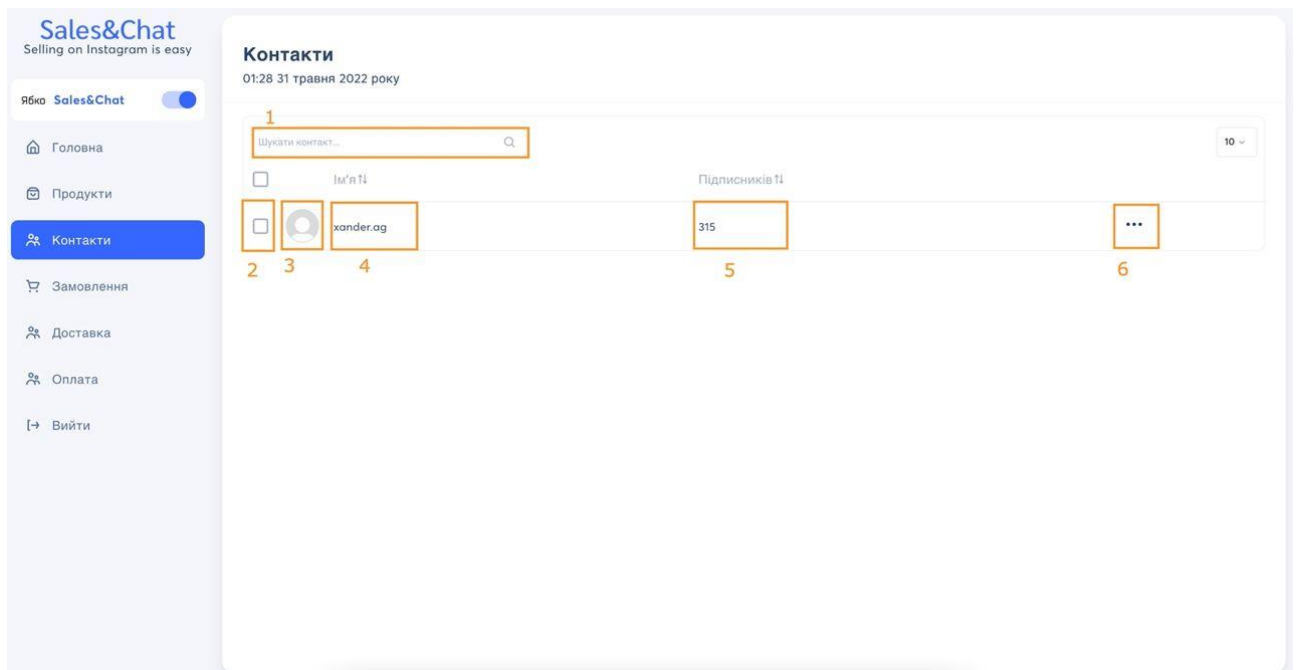 Sales&Chat
Selling on Instagram is easy
Ябко Sales&Chat
Головна
Продукти
Контакти
Замовлення
Доставка
Оплата
Вийти
Контакти
01:28 31 травня 2022 року
1
Шукати контакт...
10
Ім'я
Підписників
xander.ag
315
2
3
4
5
6